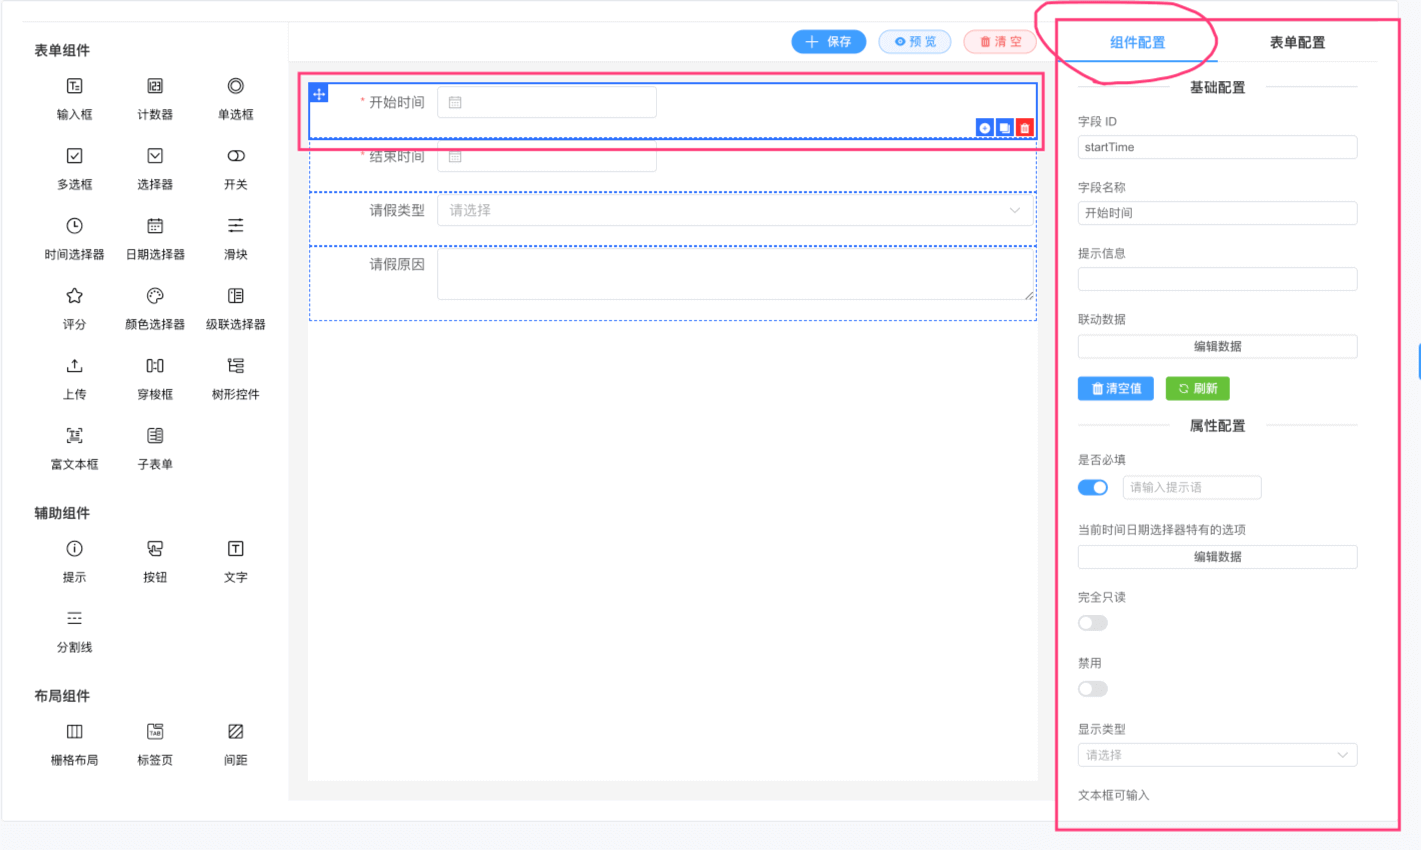 表单组件
输入框 计数器 单选框
多选框 选择器 开关
时间选择器 日期选择器 滑块
评分 颜色选择器 级联选择器
上传 穿梭框 树形控件
富文本框 子表单
辅助组件
提示 按钮 文字
分割线
布局组件
栅格布局 标签页 间距
保存 预览 清空
* 开始时间
* 结束时间
请假类型 请选择
请假原因
组件配置 表单配置
基础配置
字段 ID
startTime
字段名称
开始时间
提示信息
联动数据
编辑数据
清空值 刷新
属性配置
是否必填
请输入提示语
当前时间日期选择器特有的选项
编辑数据
完全只读
禁用
显示类型
请选择
文本框可输入